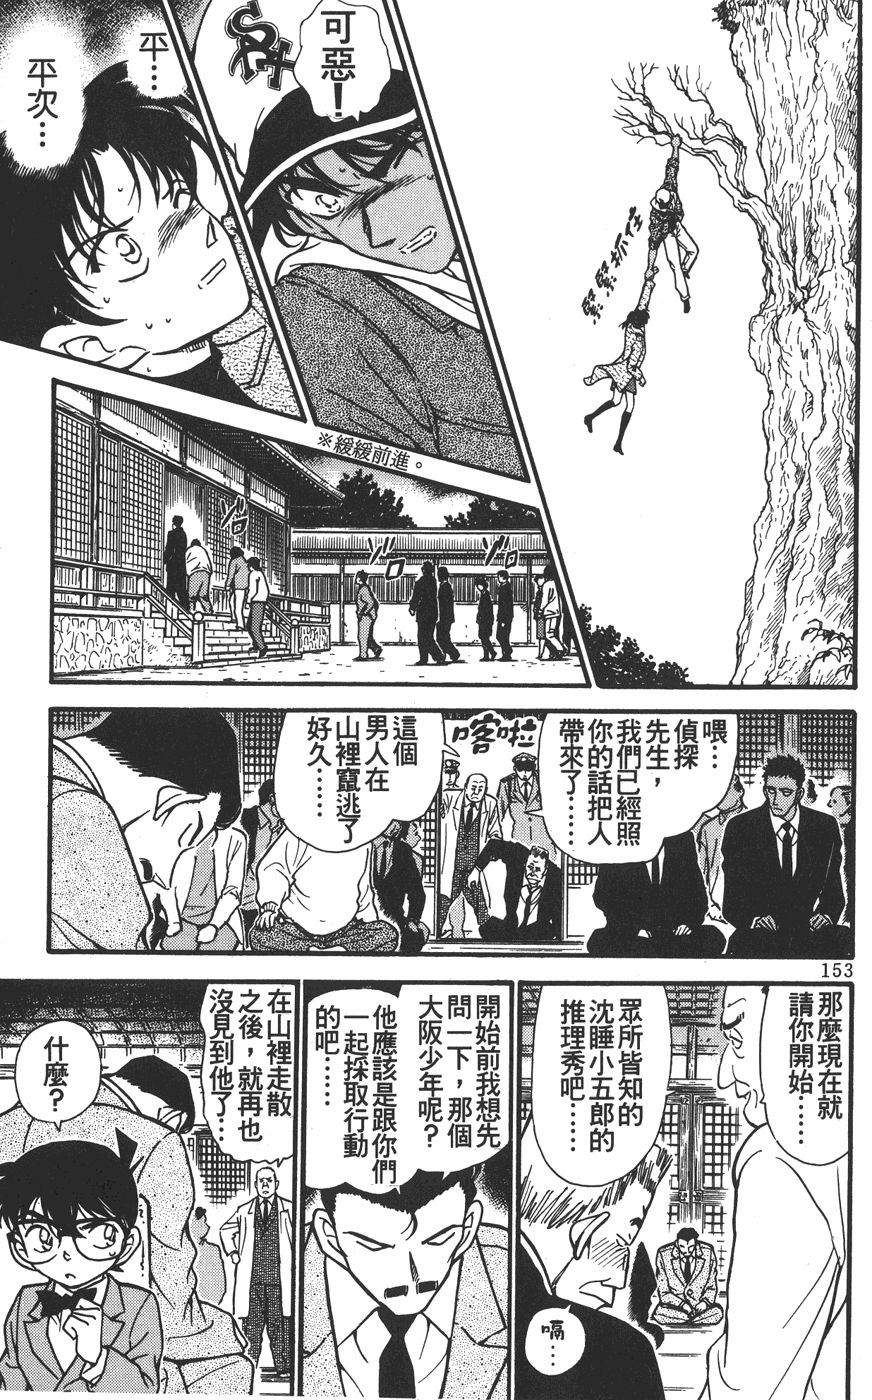 緊緊抓住
可惡！
SAX
平…
平次…
※緩緩前進。
ゾロ
ゾロ
喂…
偵探
先生，
我們已經照
你的話把人
帶來了……
喀啦
這個
男人在
山裡竄逃了
好久……
153
那麼現在就
請你開始……
眾所皆知的
沈睡小五郎的
推理秀吧……
嗝…
開始前我想先
問一下，那個
大阪少年呢？
他應該是跟你們
一起採取行動
的吧……
在山裡走散
之後，就再也
沒見到他了…
什麼？